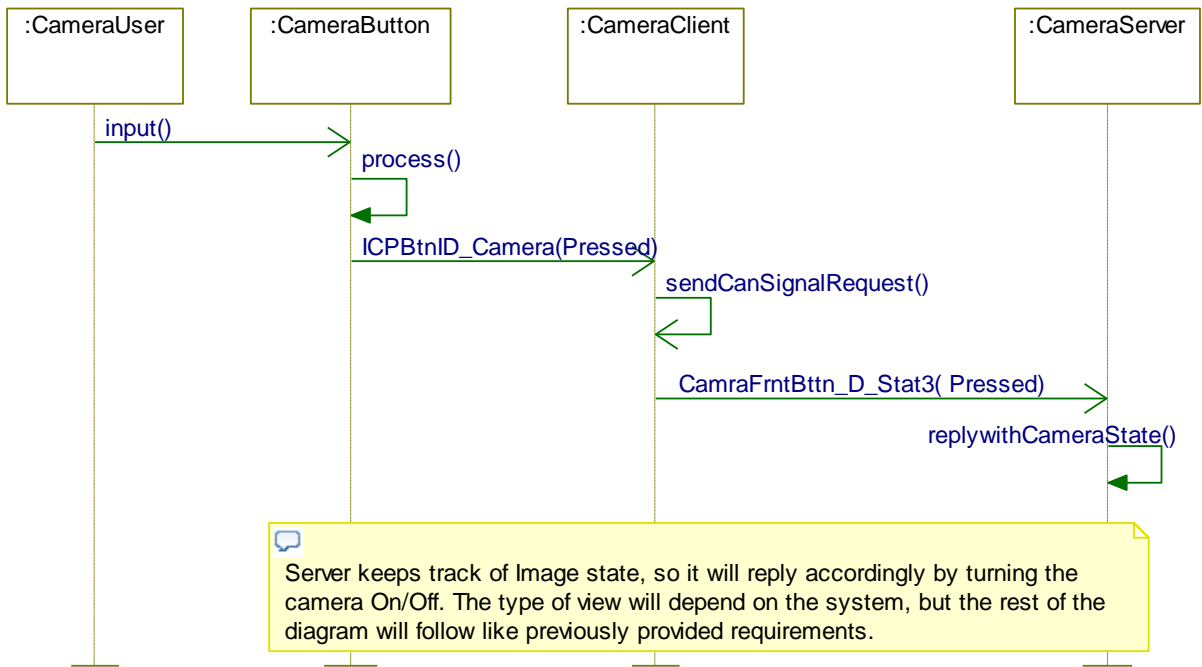 :CameraUser
:CameraButton
:CameraClient
:CameraServer
input()
process()
ICPBtnID_Camera(Pressed)
sendCanSignalRequest()
CamraFrntBttn_D_Stat3( Pressed)
replywithCameraState()
Server keeps track of Image state, so it will reply accordingly by turning the
camera On/Off. The type of view will depend on the system, but the rest of the
diagram will follow like previously provided requirements.